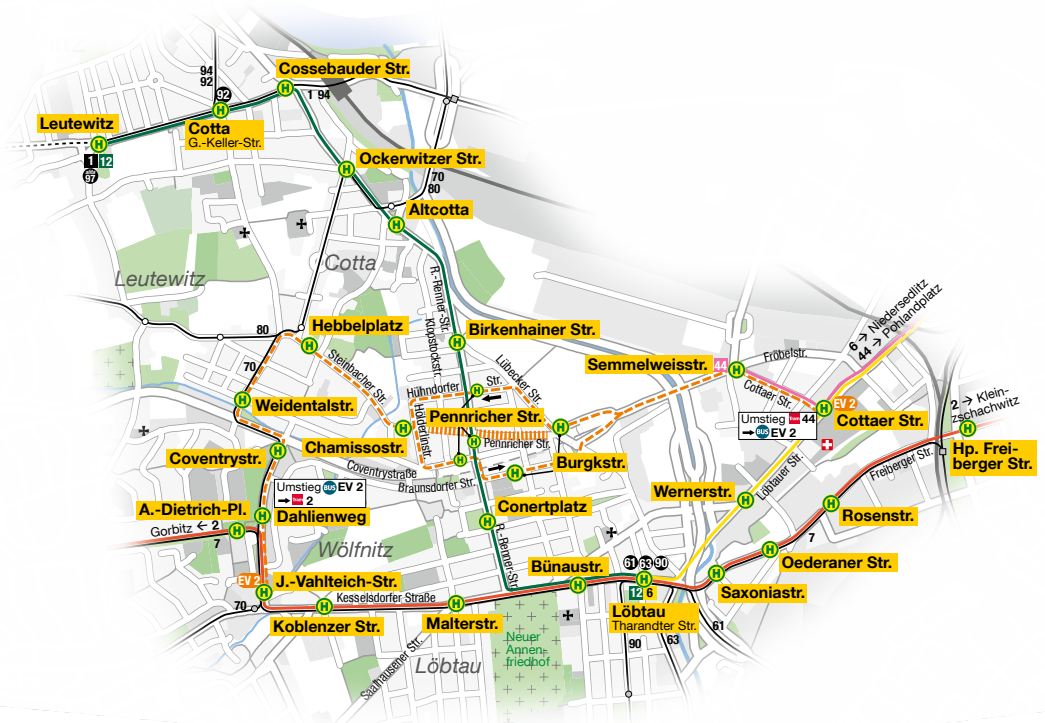 94
92
92
Cossebauder Str.
1 94
Leutewitz
Cotta
G.-Keller-Str.
1 12
97
Ockerwitzer Str.
70
80
Altcotta
Leutewitz
Cotta
R.-Renner-Str.
Klopstockstr.
80
Hebbelplatz
Birkenhainer Str.
6 → Niedersedlitz
44 → Pohlandplatz
Fröbelstr.
Semmelweisstr.
44
Steinbacher Str.
Lübecker Str.
70
Hühndorfer Str.
Cottaer Str.
EV 2
2 → Klein-
zschachwitz
Weidentalstr.
Hölderlinstr.
Pennricher Str.
Umstieg Tram 44
→ BUS EV 2
Cottaer Str.
Chamissostr.
Pennricher Str.
Coventrystr.
Burgkstr.
Hp. Frei-
berger Str.
Coventrystraße
Braunsdorfer Str.
Löbtauer Str.
Freiberger Str.
Umstieg BUS EV 2
→ Tram 2
Wernerstr.
A.-Dietrich-Pl.
Dahlienweg
Conertplatz
Rosenstr.
Gorbitz ← 2
7
7
Wölfnitz
R.-Renner-Str.
Oederaner Str.
61 63 90
Bünaustr.
EV 2
J.-Vahlteich-Str.
Kesselsdorfer Straße
12 6
Saxoniastr.
70
Koblenzer Str.
Malterstr.
Löbtau
Tharandter Str.
61
63
90
Neuer
Annen-
friedhof
Saalhausener Str.
Löbtau